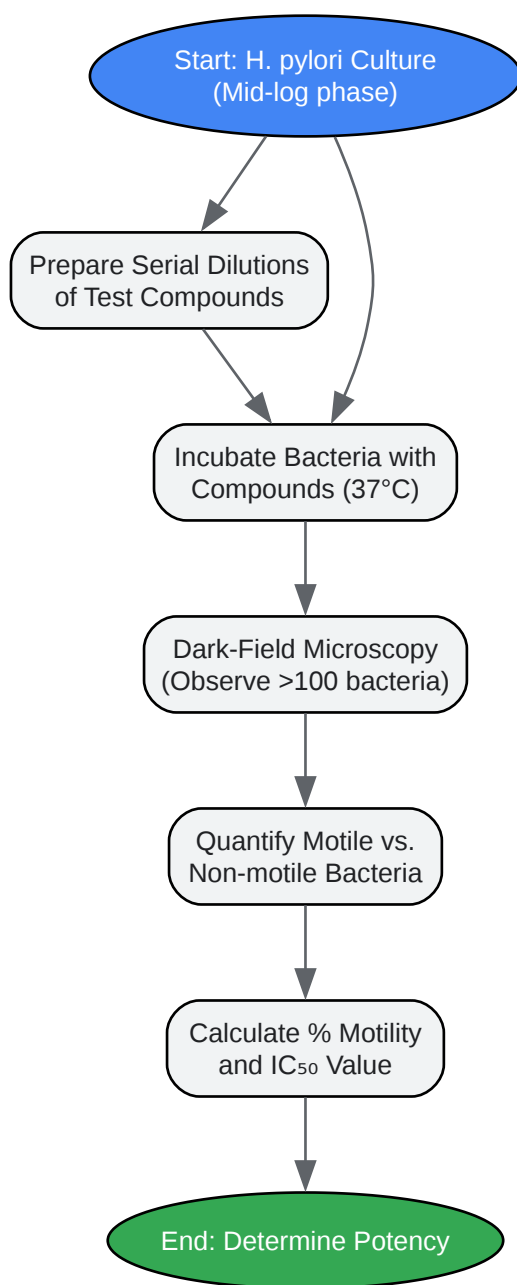 Start: H. pylori Culture
(Mid-log phase)
Prepare Serial Dilutions
of Test Compounds
Incubate Bacteria with
Compounds (37°C)
Dark-Field Microscopy
(Observe >100 bacteria)
Quantify Motile vs.
Non-motile Bacteria
Calculate % Motility
and IC₅₀ Value
End: Determine Potency